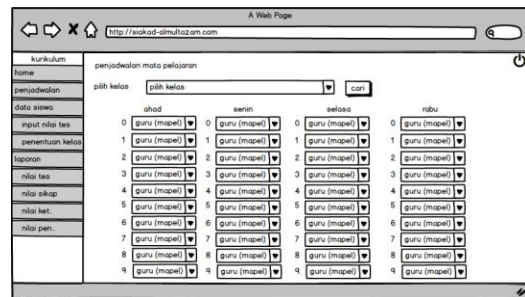 A Web Page
http://siakad-almultazam.com
kurikulum
home
penjadwalan
data siswa
input nilai tes
penentuan kelas
laporan
nilai tes
nilai sikap
nilai ket.
nilai pen.
penjadwalan mata pelajaran
pilih kelas pilih kelas cari
ahad senin selasa rabu
0 guru (mapel) 0 guru (mapel) 0 guru (mapel) 0 guru (mapel)
1 guru (mapel) 1 guru (mapel) 1 guru (mapel) 1 guru (mapel)
2 guru (mapel) 2 guru (mapel) 2 guru (mapel) 2 guru (mapel)
3 guru (mapel) 3 guru (mapel) 3 guru (mapel) 3 guru (mapel)
4 guru (mapel) 4 guru (mapel) 4 guru (mapel) 4 guru (mapel)
5 guru (mapel) 5 guru (mapel) 5 guru (mapel) 5 guru (mapel)
6 guru (mapel) 6 guru (mapel) 6 guru (mapel) 6 guru (mapel)
7 guru (mapel) 7 guru (mapel) 7 guru (mapel) 7 guru (mapel)
8 guru (mapel) 8 guru (mapel) 8 guru (mapel) 8 guru (mapel)
9 guru (mapel) 9 guru (mapel) 9 guru (mapel) 9 guru (mapel)